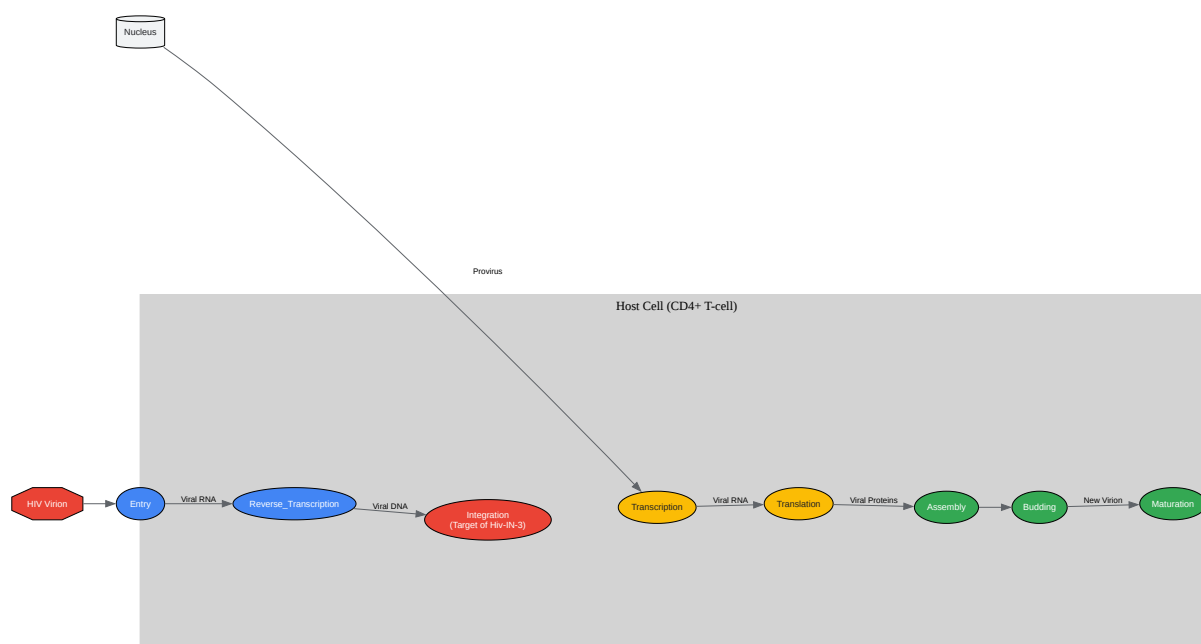 Nucleus
Provirus
Host Cell (CD4+ T-cell)
HIV Virion
Entry
Viral RNA
Reverse_Transcription
Viral DNA
Integration
(Target of Hiv-IN-3)
Transcription
Viral RNA
Translation
Viral Proteins
Assembly
Budding
New Virion
Maturation